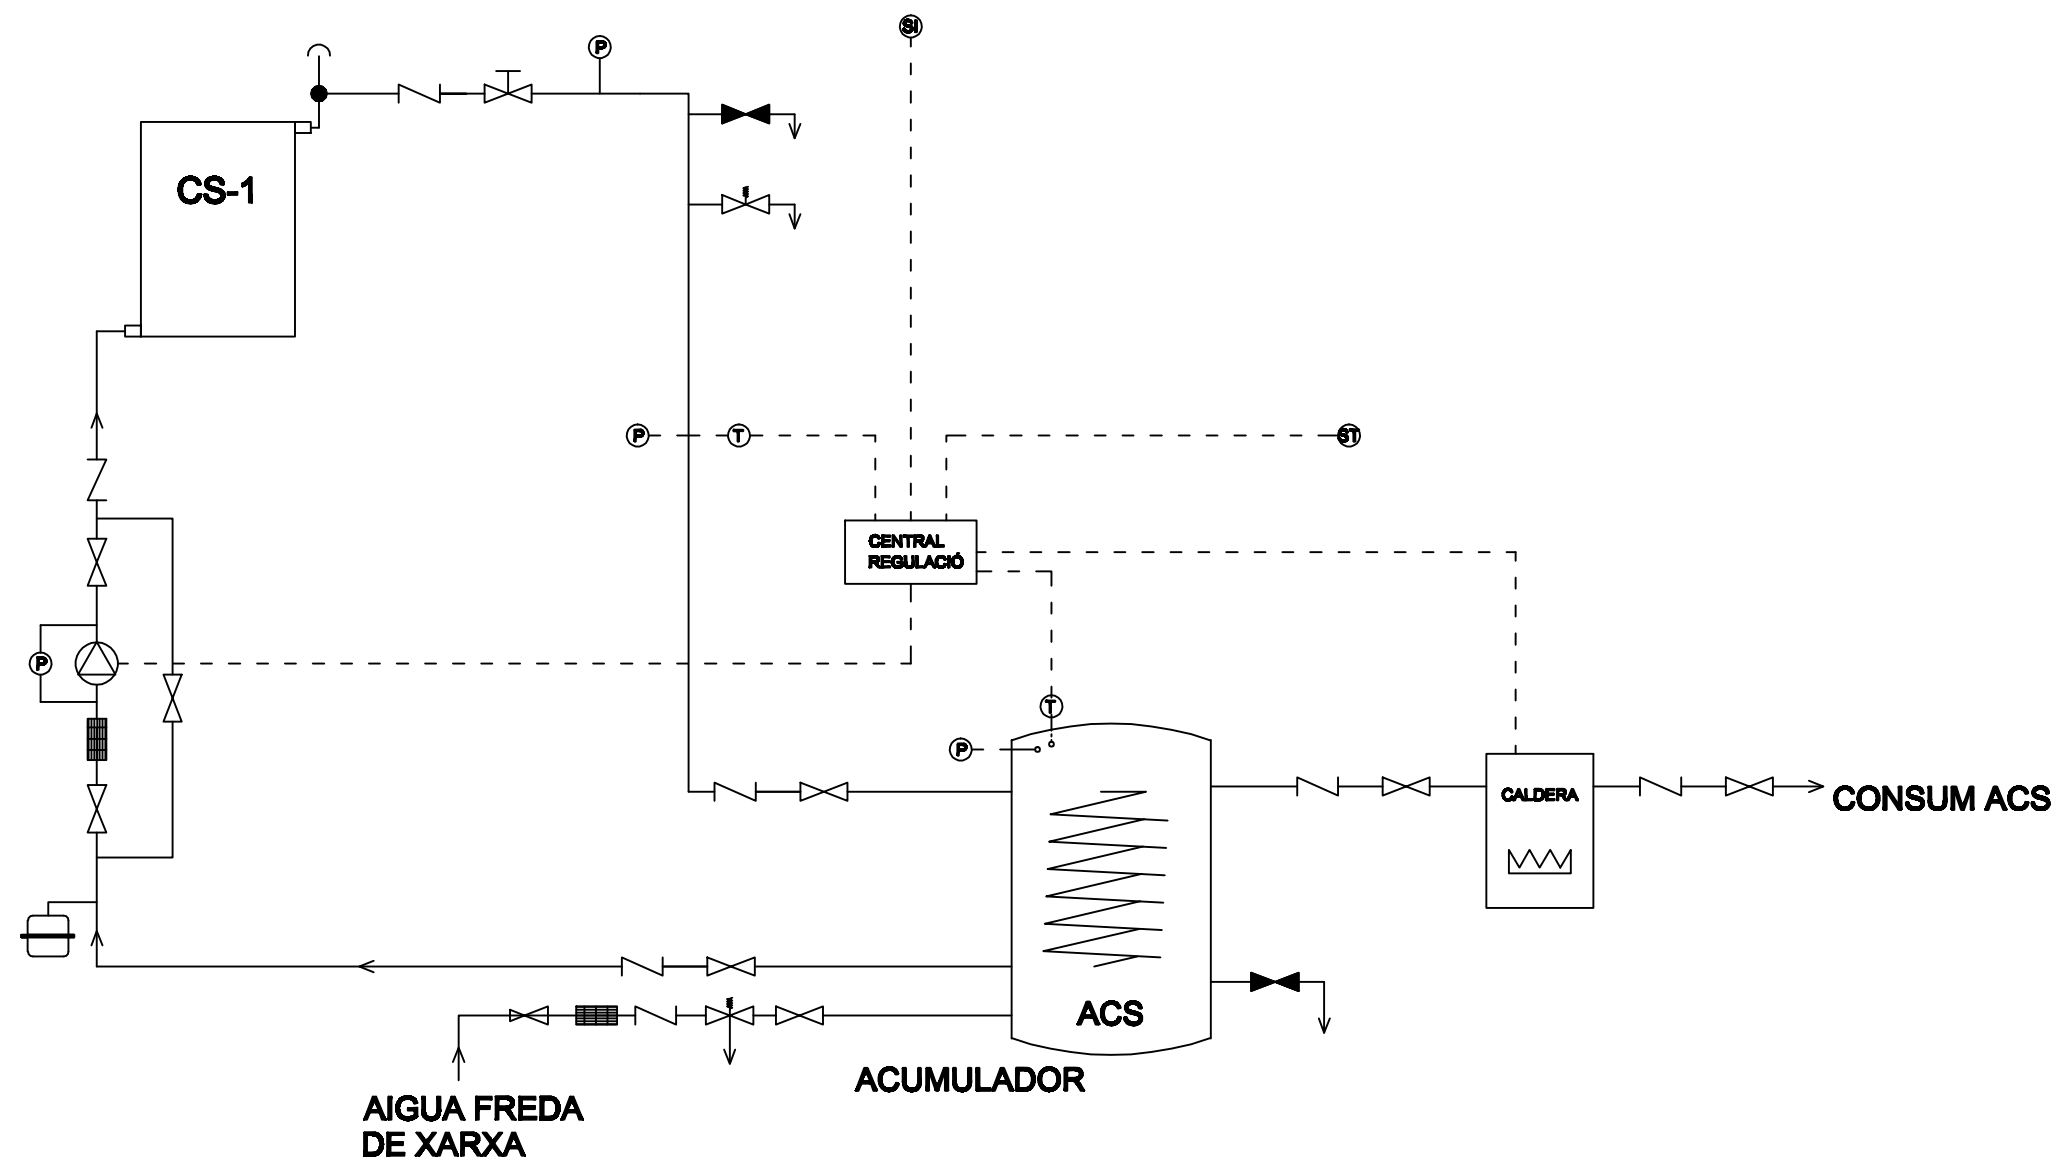 SI
P
CS-1
P
T
ST
CENTRAL
REGULACIÓ
P
T
P
CALDERA
CONSUM ACS
ACS
ACUMULADOR
AIGUA FREDA
DE XARXA